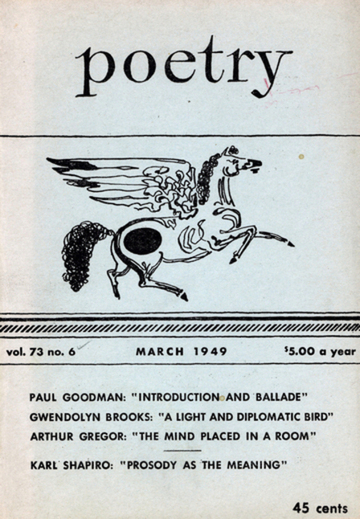 poetry
vol. 73 no. 6 MARCH 1949 $5.00 a year
PAUL GOODMAN: "INTRODUCTION AND BALLADE"
GWENDOLYN BROOKS: "A LIGHT AND DIPLOMATIC BIRD"
ARTHUR GREGOR: "THE MIND PLACED IN A ROOM"
KARL SHAPIRO: "PROSODY AS THE MEANING"
45 cents